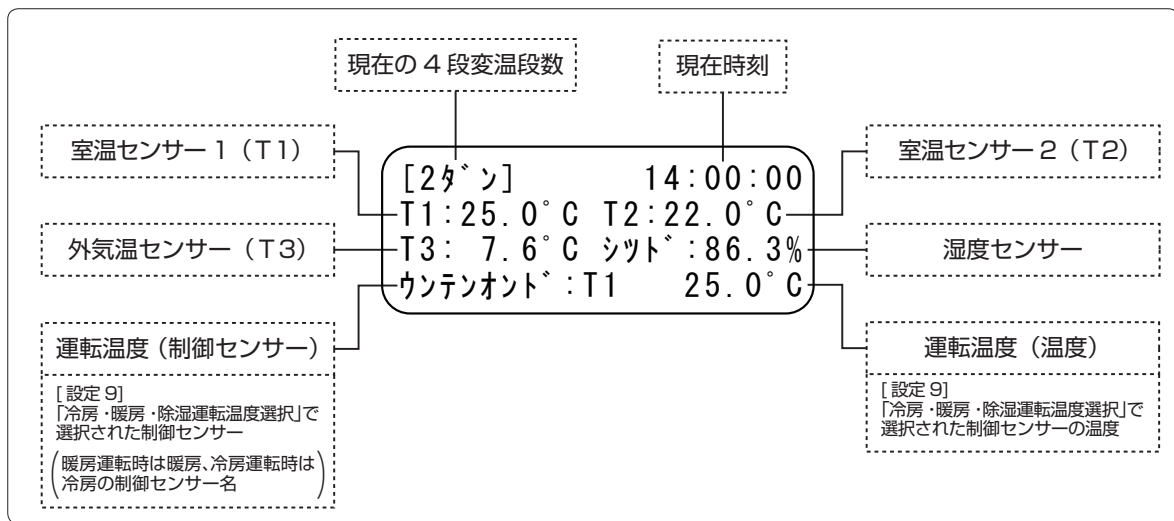 現在の4段変温段数
現在時刻
室温センサー1（T1）
室温センサー2（T2）
[2ダン] 14:00:00
T1:25.0°C T2:22.0°C
外気温センサー（T3）
T3: 7.6°C シツド:86.3%
湿度センサー
ウンテンオンド:T1 25.0°C
運転温度（制御センサー）
[設定9]
「冷房・暖房・除湿運転温度選択」で
選択された制御センサー
（暖房運転時は暖房、冷房運転時は
冷房の制御センサー名）
運転温度（温度）
[設定9]
「冷房・暖房・除湿運転温度選択」で
選択された制御センサーの温度